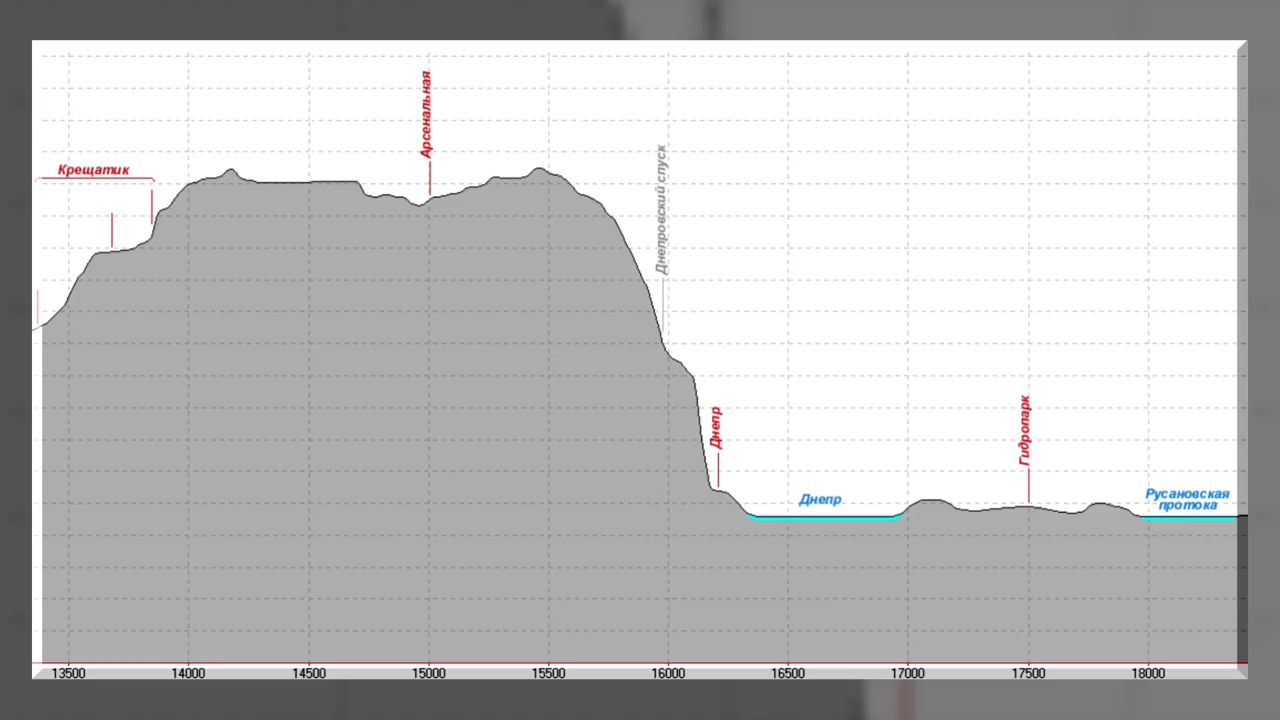 Арсенальная
Крещатик
Днепровский спуск
Днепр
Гидропарк
Днепр
Русановская
протока
13500 14000 14500 15000 15500 16000 16500 17000 17500 18000